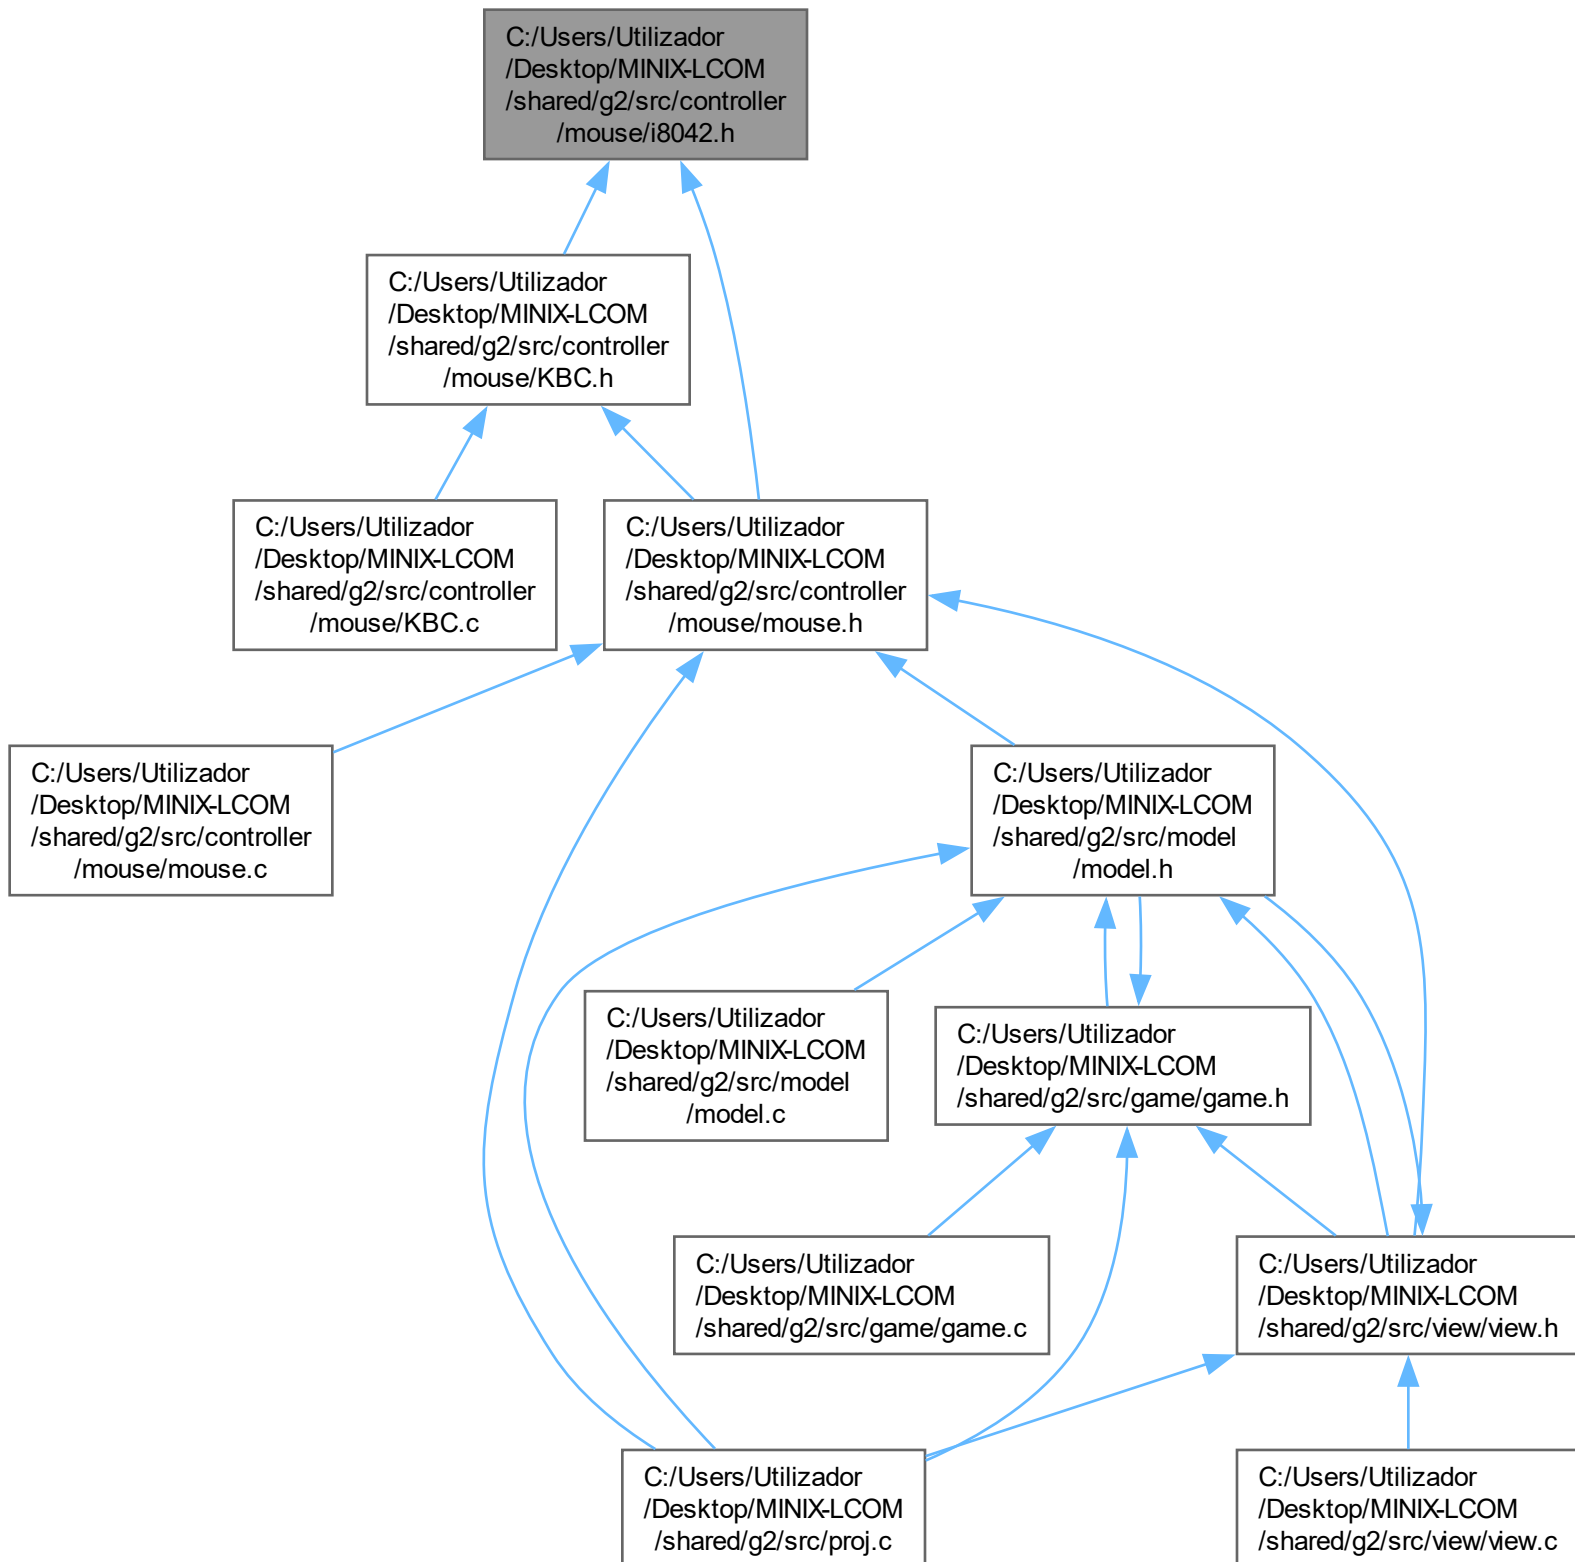 C:/Users/Utilizador
/Desktop/MINIX-LCOM
/shared/g2/src/controller
/mouse/i8042.h
C:/Users/Utilizador
/Desktop/MINIX-LCOM
/shared/g2/src/controller
/mouse/KBC.h
C:/Users/Utilizador
/Desktop/MINIX-LCOM
/shared/g2/src/controller
/mouse/KBC.c
C:/Users/Utilizador
/Desktop/MINIX-LCOM
/shared/g2/src/controller
/mouse/mouse.h
C:/Users/Utilizador
/Desktop/MINIX-LCOM
/shared/g2/src/controller
/mouse/mouse.c
C:/Users/Utilizador
/Desktop/MINIX-LCOM
/shared/g2/src/model
/model.h
C:/Users/Utilizador
/Desktop/MINIX-LCOM
/shared/g2/src/model
/model.c
C:/Users/Utilizador
/Desktop/MINIX-LCOM
/shared/g2/src/game/game.h
C:/Users/Utilizador
/Desktop/MINIX-LCOM
/shared/g2/src/game/game.c
C:/Users/Utilizador
/Desktop/MINIX-LCOM
/shared/g2/src/view/view.h
C:/Users/Utilizador
/Desktop/MINIX-LCOM
/shared/g2/src/proj.c
C:/Users/Utilizador
/Desktop/MINIX-LCOM
/shared/g2/src/view/view.c